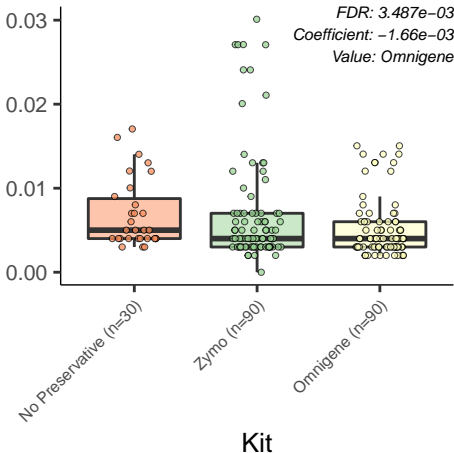 FDR: 3.487e−03
Coefficient: −1.66e−03
Value: Omnigene
0.03
0.02
0.01
0.00
No Preservative (n=30)
Zymo (n=90)
Omnigene (n=90)
Kit